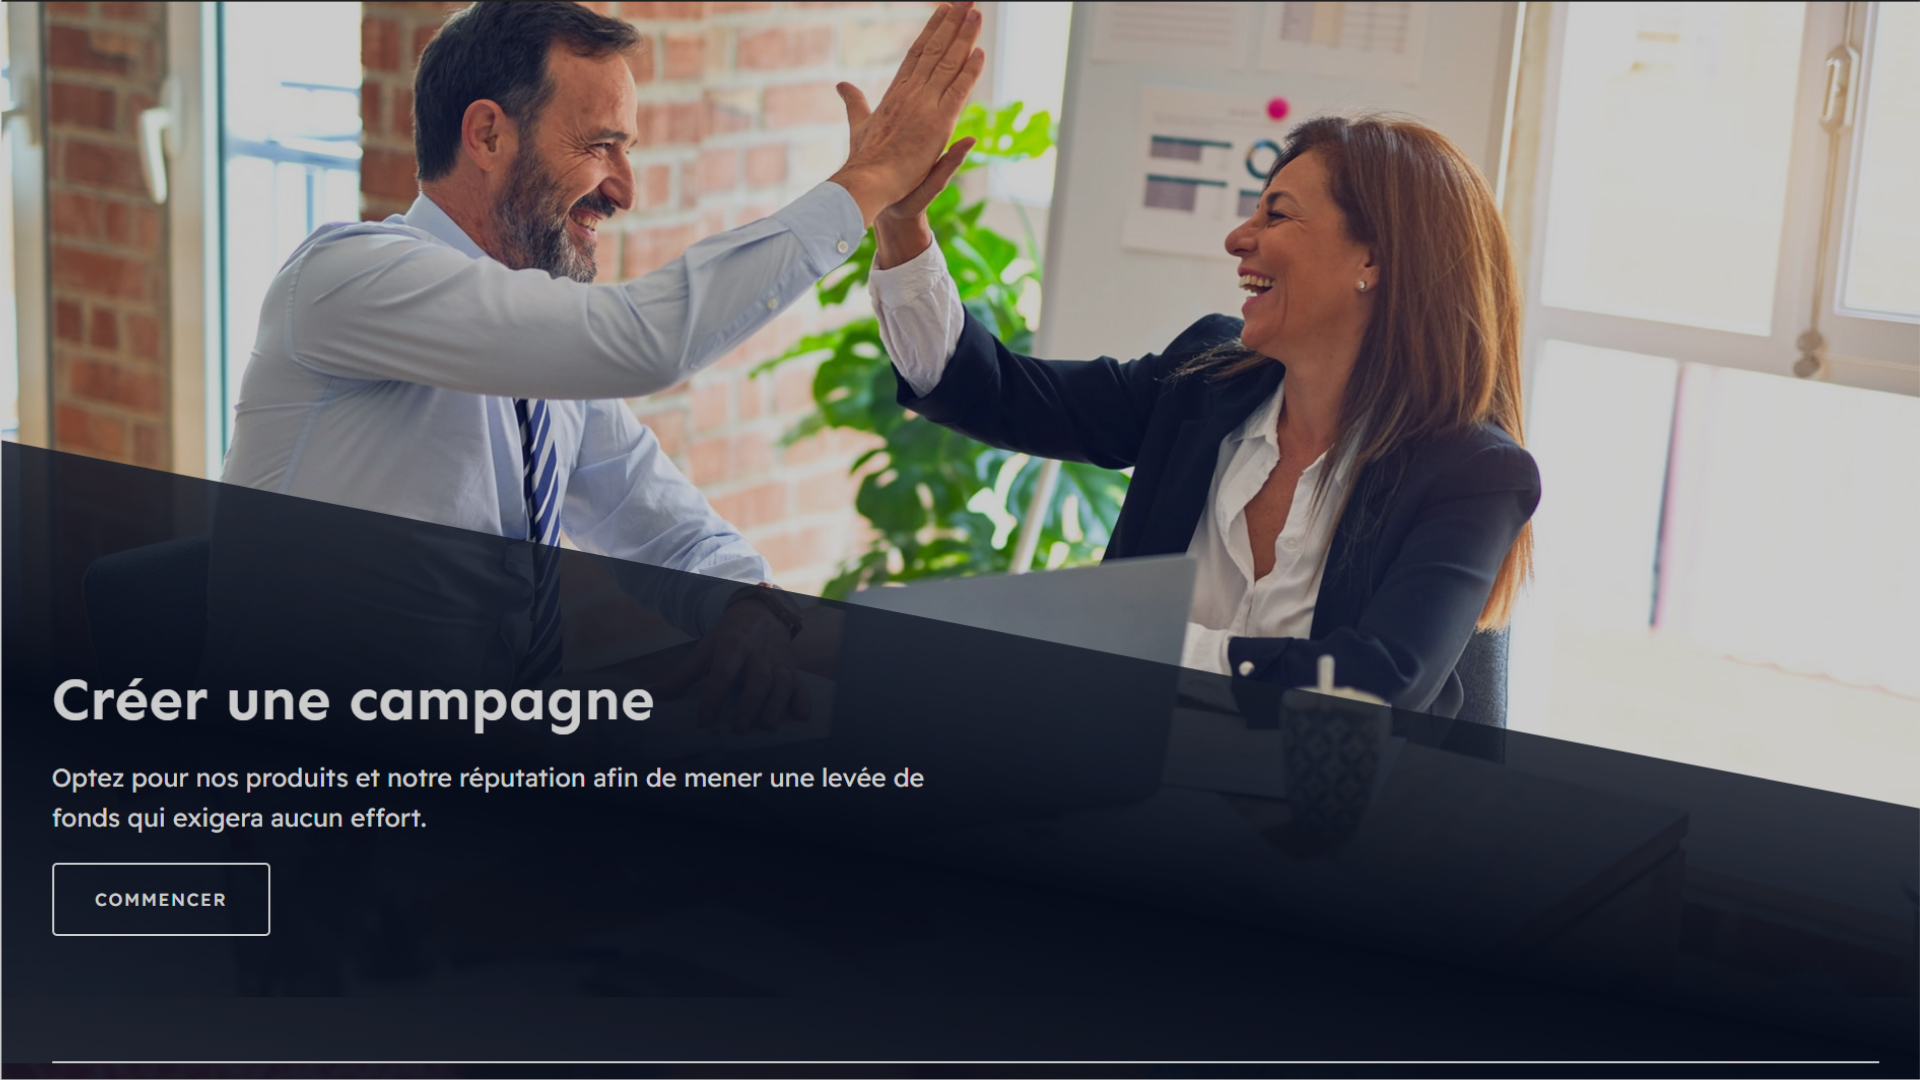 Créer une campagne
Optez pour nos produits et notre réputation afin de mener une levée de
fonds qui exigera aucun effort.
COMMENCER